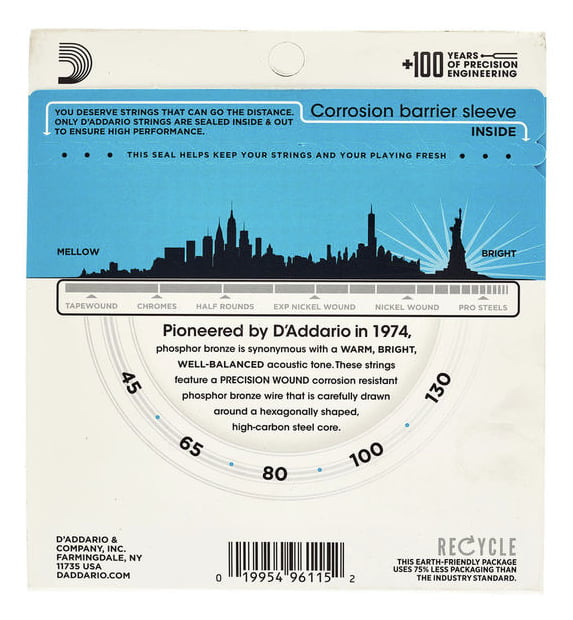 +100 YEARS
OF PRECISION
ENGINEERING
YOU DESERVE STRINGS THAT CAN GO THE DISTANCE.
ONLY D'ADDARIO STRINGS ARE SEALED INSIDE & OUT
TO ENSURE HIGH PERFORMANCE.
Corrosion barrier sleeve
INSIDE
• • • THIS SEAL HELPS KEEP YOUR STRINGS AND YOUR PLAYING FRESH • • •
MELLOW
BRIGHT
TAPEWOUND CHROMES HALF ROUNDS EXP NICKEL WOUND NICKEL WOUND PRO STEELS
Pioneered by D'Addario in 1974,
phosphor bronze is synonymous with a WARM, BRIGHT,
WELL-BALANCED acoustic tone. These strings
feature a PRECISION WOUND corrosion resistant
phosphor bronze wire that is carefully drawn
around a hexagonally shaped,
high-carbon steel core.
45 • 65 • 80 • 100 • 130
D'ADDARIO &
COMPANY, INC.
FARMINGDALE, NY
11735 USA
DADDARIO.COM
0 19954 96115 2
RECYCLE
THIS EARTH-FRIENDLY PACKAGE
USES 75% LESS PACKAGING THAN
THE INDUSTRY STANDARD.